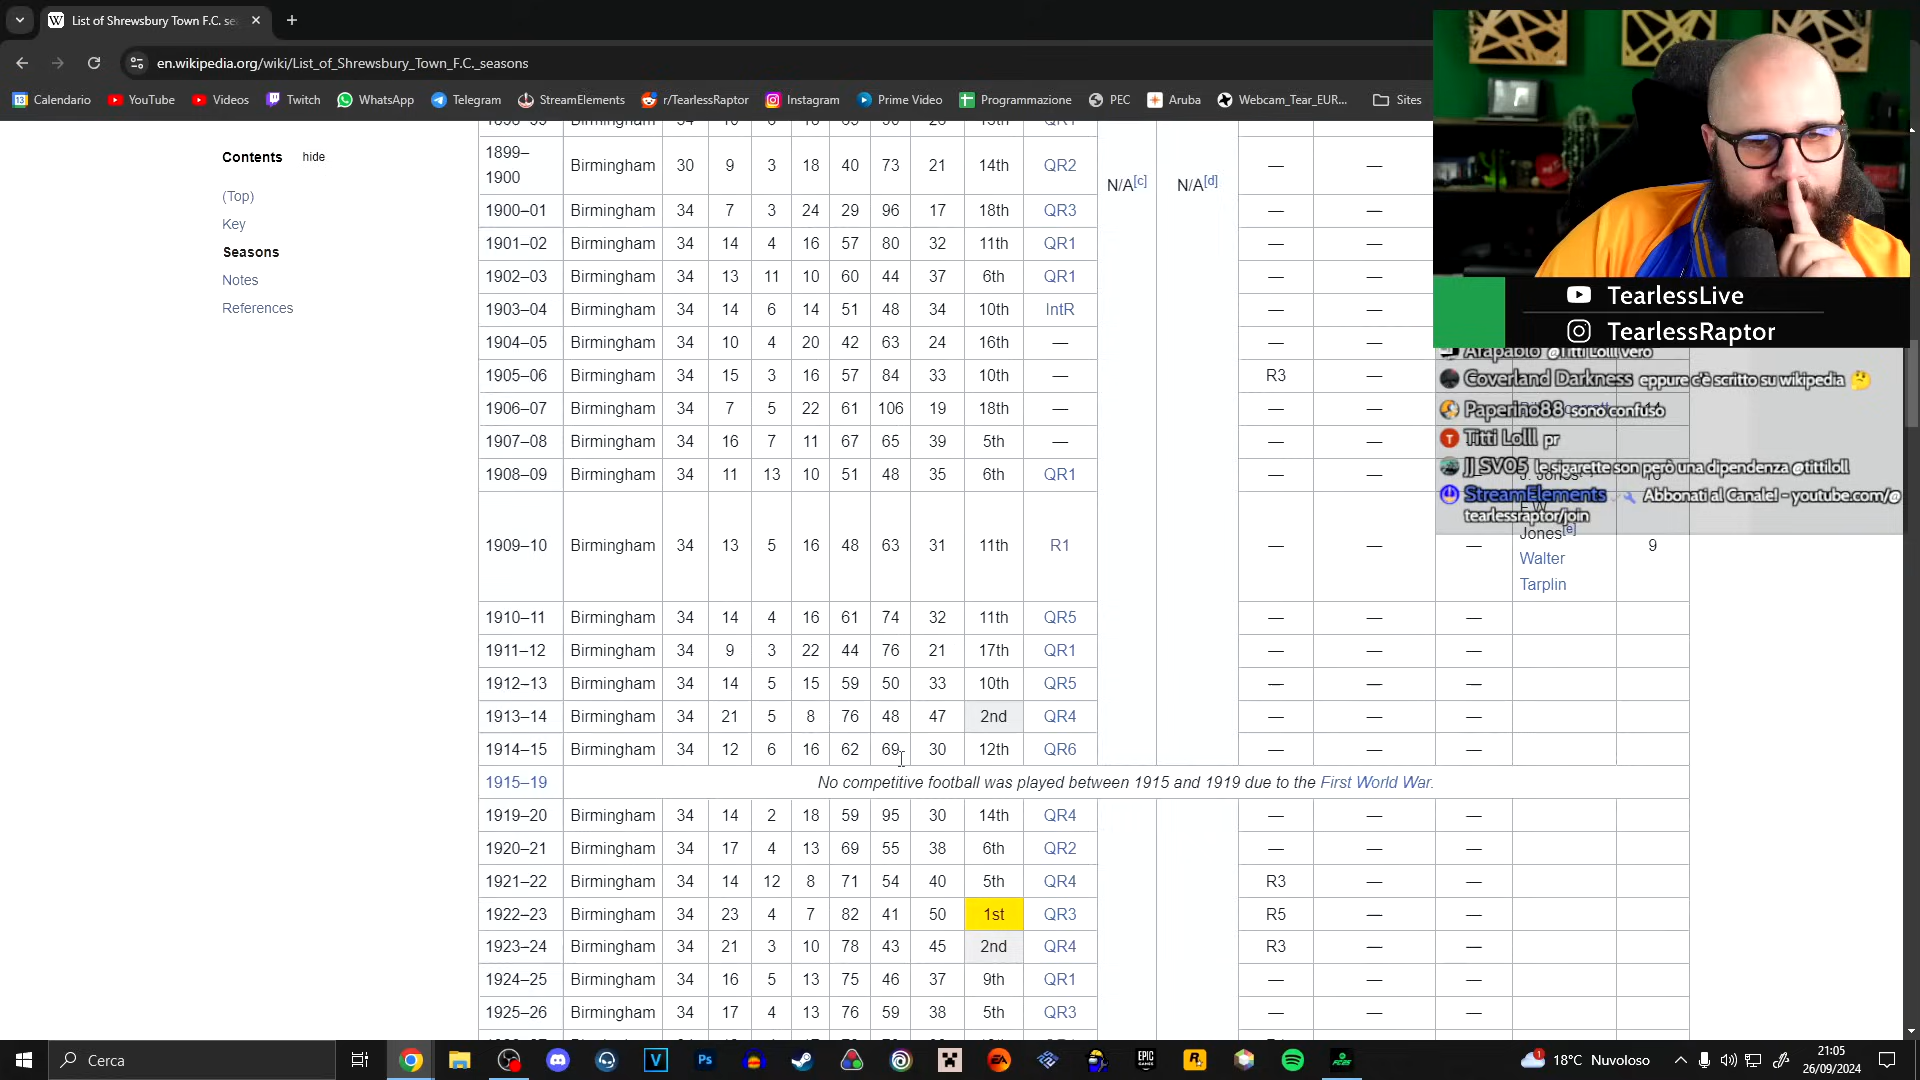 List of Shrewsbury Town F.C. se
en.wikipedia.org/wiki/List_of_Shrewsbury_Town_F.C._seasons
Calendario YouTube Videos Twitch WhatsApp Telegram StreamElements r/TearlessRaptor Instagram Prime Video Programmazione PEC Aruba Webcam_Tear_EUR... Sites
Contents hide
(Top)
Key
Seasons
Notes
References
1899–
1900 Birmingham 30 9 3 18 40 73 21 14th QR2 N/A[c] N/A[d] — —
1900–01 Birmingham 34 7 3 24 29 96 17 18th QR3 — —
1901–02 Birmingham 34 14 4 16 57 80 32 11th QR1 — —
1902–03 Birmingham 34 13 11 10 60 44 37 6th QR1 — —
1903–04 Birmingham 34 14 6 14 51 48 34 10th IntR — —
1904–05 Birmingham 34 10 4 20 42 63 24 16th — — —
1905–06 Birmingham 34 15 3 16 57 84 33 10th — R3 —
1906–07 Birmingham 34 7 5 22 61 106 19 18th — — —
1907–08 Birmingham 34 16 7 11 67 65 39 5th — — —
1908–09 Birmingham 34 11 13 10 51 48 35 6th QR1 — — J. Jones
1909–10 Birmingham 34 13 5 16 48 63 31 11th R1 — — — Jones[e] 9
Walter
Tarplin
1910–11 Birmingham 34 14 4 16 61 74 32 11th QR5 — — —
1911–12 Birmingham 34 9 3 22 44 76 21 17th QR1 — — —
1912–13 Birmingham 34 14 5 15 59 50 33 10th QR5 — — —
1913–14 Birmingham 34 21 5 8 76 48 47 2nd QR4 — — —
1914–15 Birmingham 34 12 6 16 62 69 30 12th QR6 — — —
1915–19 No competitive football was played between 1915 and 1919 due to the First World War.
1919–20 Birmingham 34 14 2 18 59 95 30 14th QR4 — — —
1920–21 Birmingham 34 17 4 13 69 55 38 6th QR2 — — —
1921–22 Birmingham 34 14 12 8 71 54 40 5th QR4 R3 — —
1922–23 Birmingham 34 23 4 7 82 41 50 1st QR3 R5 — —
1923–24 Birmingham 34 21 3 10 78 43 45 2nd QR4 R3 — —
1924–25 Birmingham 34 16 5 13 75 46 37 9th QR1 — — —
1925–26 Birmingham 34 17 4 13 76 59 38 5th QR3 — — —
TearlessLive
TearlessRaptor
Arapablo @Titti Lolll vero
Coverland Darkness eppure c'è scritto su wikipedia
Paperino88 sono confuso
Titti Lolll pr
JJ SV05 le sigarette son però una dipendenza @tittiloll
StreamElements Abbonati al Canale! - youtube.com/@
tearlessraptor/join
Cerca
18°C Nuvoloso
21:05
26/09/2024